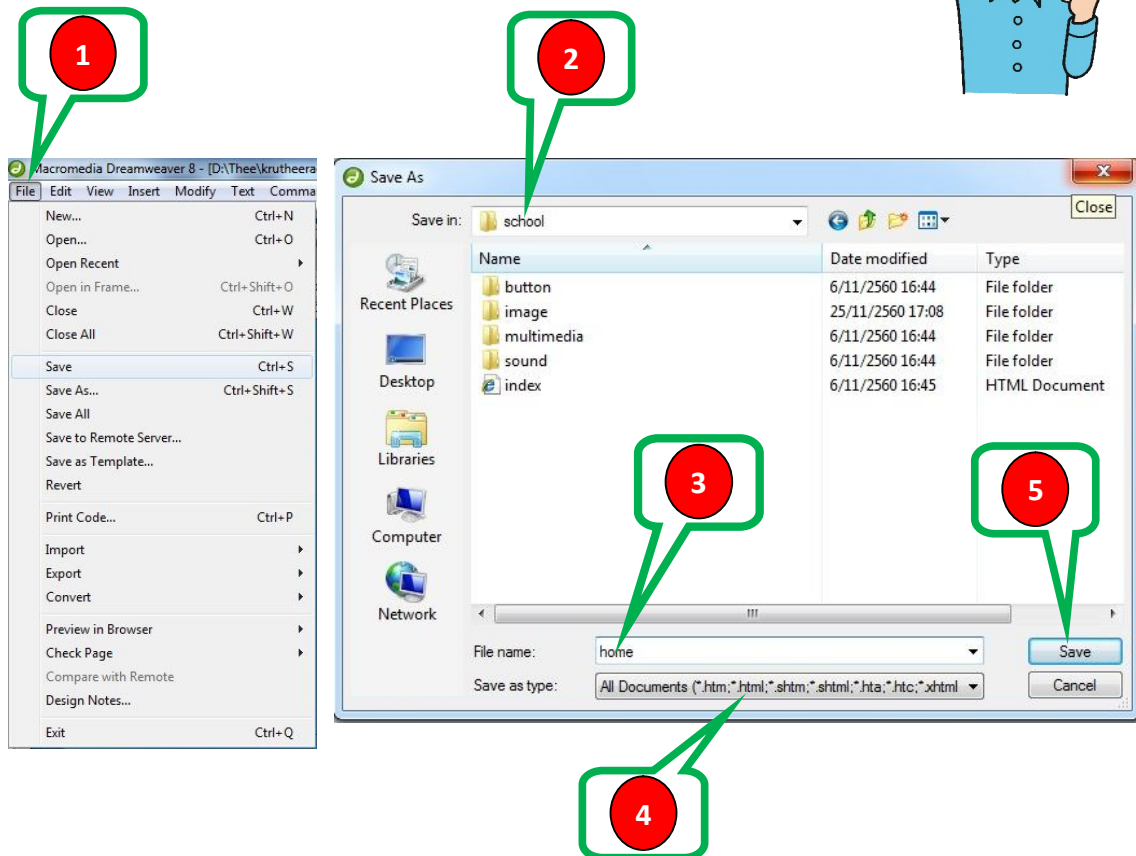 1
2
Macromedia Dreamweaver 8 - [D:\Thee\krutheera
File Edit View Insert Modify Text Comma
New... Ctrl+N
Open... Ctrl+O
Open Recent
Open in Frame... Ctrl+Shift+O
Close Ctrl+W
Close All Ctrl+Shift+W
Save Ctrl+S
Save As... Ctrl+Shift+S
Save All
Save to Remote Server...
Save as Template...
Revert
Print Code... Ctrl+P
Import
Export
Convert
Preview in Browser
Check Page
Compare with Remote
Design Notes...
Exit Ctrl+Q
Save As
Close
Save in: school
Recent Places
Desktop
Libraries
Computer
Network
Name Date modified Type
button 6/11/2560 16:44 File folder
image 25/11/2560 17:08 File folder
multimedia 6/11/2560 16:44 File folder
sound 6/11/2560 16:44 File folder
index 6/11/2560 16:45 HTML Document
3
5
File name: home Save
Save as type: All Documents (*.htm;*.html;*.shtm;*.shtml;*.hta;*.htc;*.xhtml Cancel
4